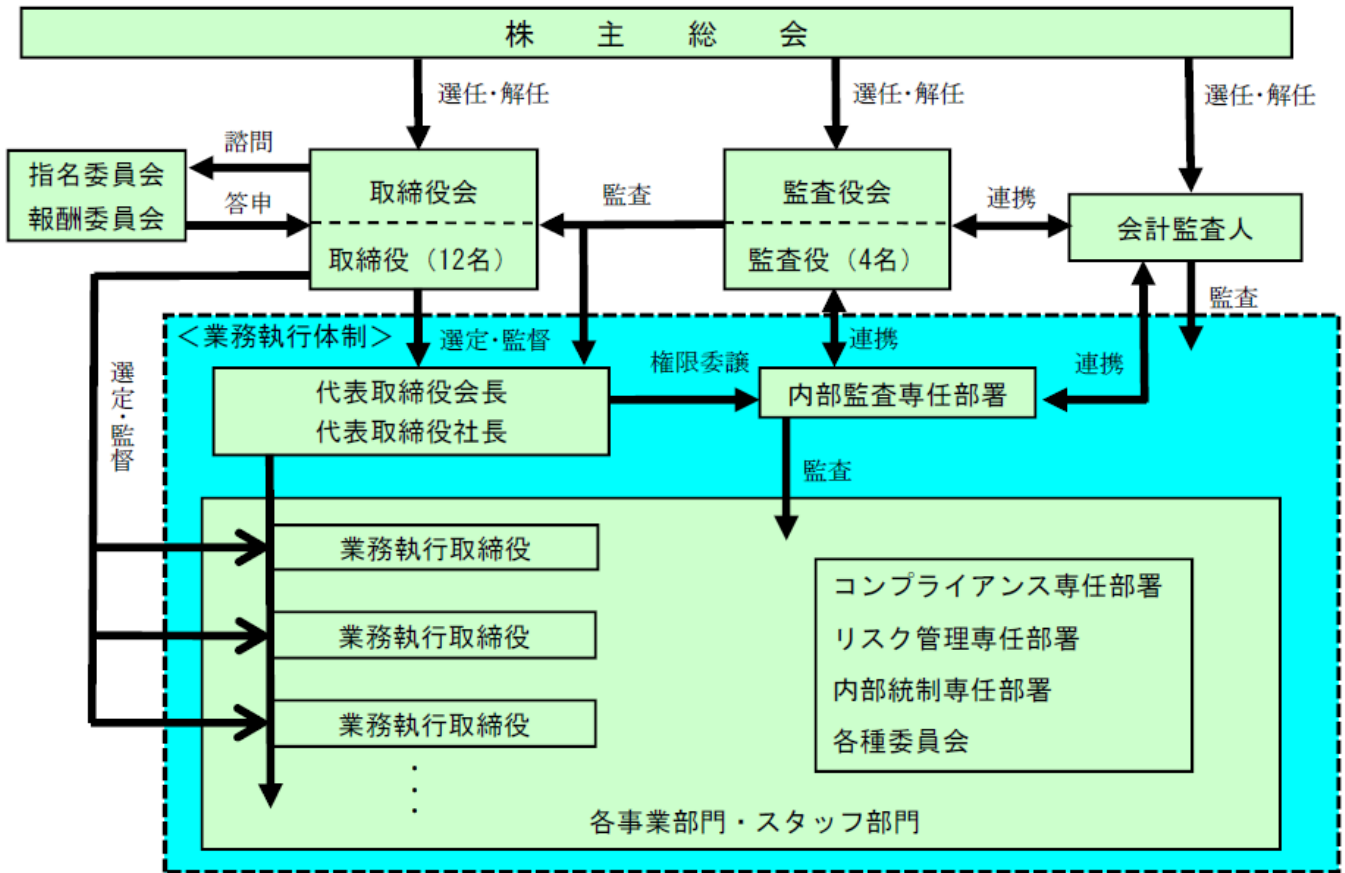 株主総会
選任・解任
選任・解任
選任・解任
諮問
指名委員会
報酬委員会
答申
取締役会
取締役（12名）
監査
監査役会
監査役（4名）
連携
会計監査人
監査
＜業務執行体制＞
選定・監督
選定・監督
連携
連携
権限委譲
代表取締役会長
代表取締役社長
内部監査専任部署
監査
業務執行取締役
業務執行取締役
業務執行取締役
・
・
・
コンプライアンス専任部署
リスク管理専任部署
内部統制専任部署
各種委員会
各事業部門・スタッフ部門